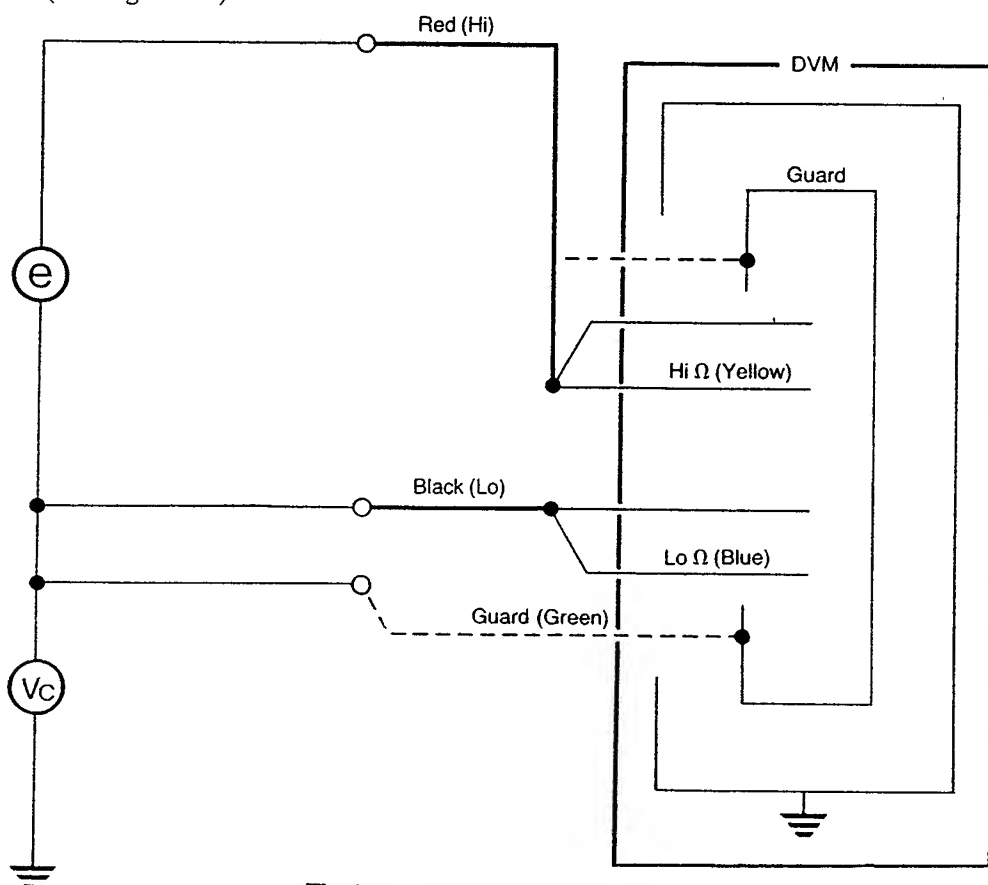 Red (Hi)
DVM
Guard
e
Hi Ω (Yellow)
Black (Lo)
Lo Ω (Blue)
Guard (Green)
Vc